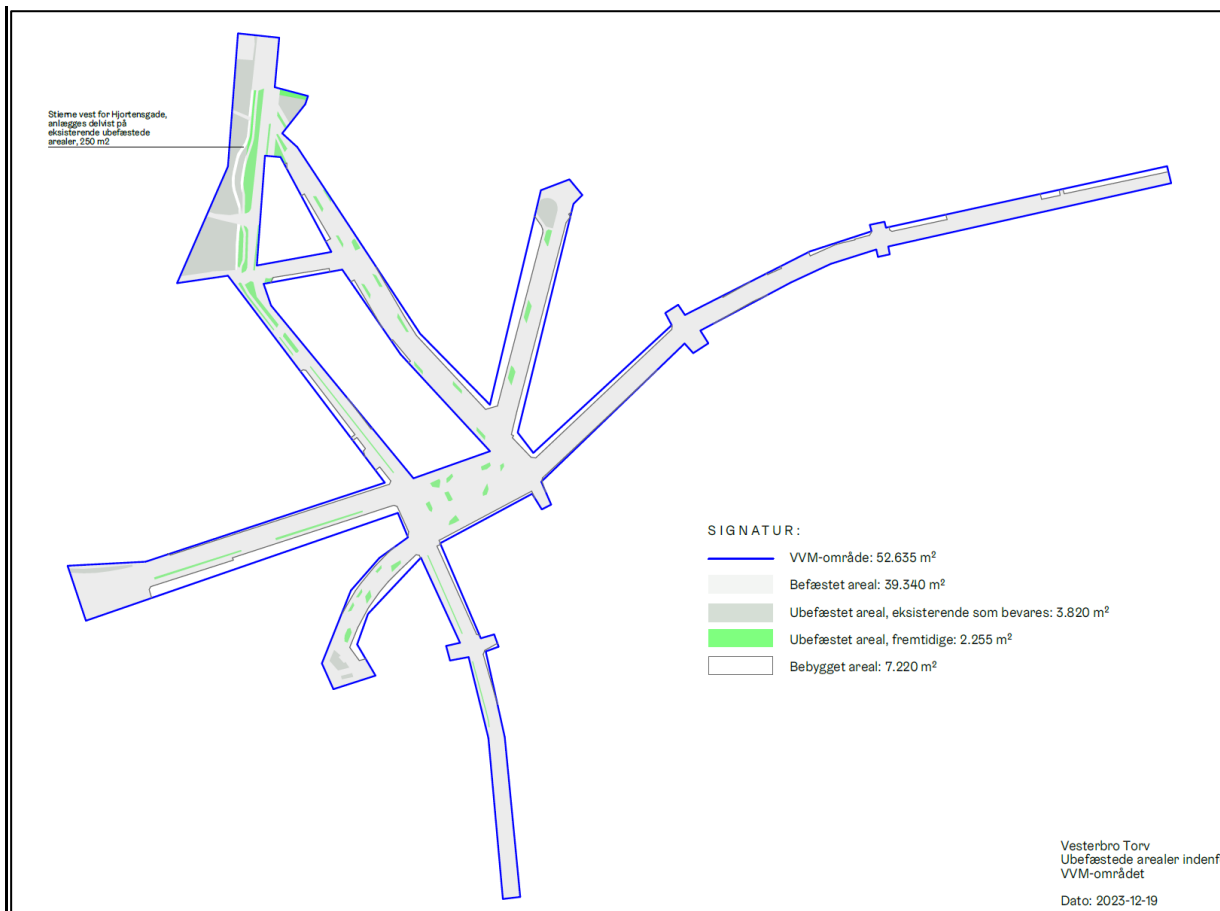 Stierne vest for Hjortensgade,
anlægges delvist på
eksisterende ubefæstede
arealer, 250 m2
SIGNATUR:
VVM-område: 52.635 m²
Befæstet areal: 39.340 m²
Ubefæstet areal, eksisterende som bevares: 3.820 m²
Ubefæstet areal, fremtidige: 2.255 m²
Bebygget areal: 7.220 m²
Vesterbro Torv
Ubefæstede arealer indenf
VVM-området
Dato: 2023-12-19